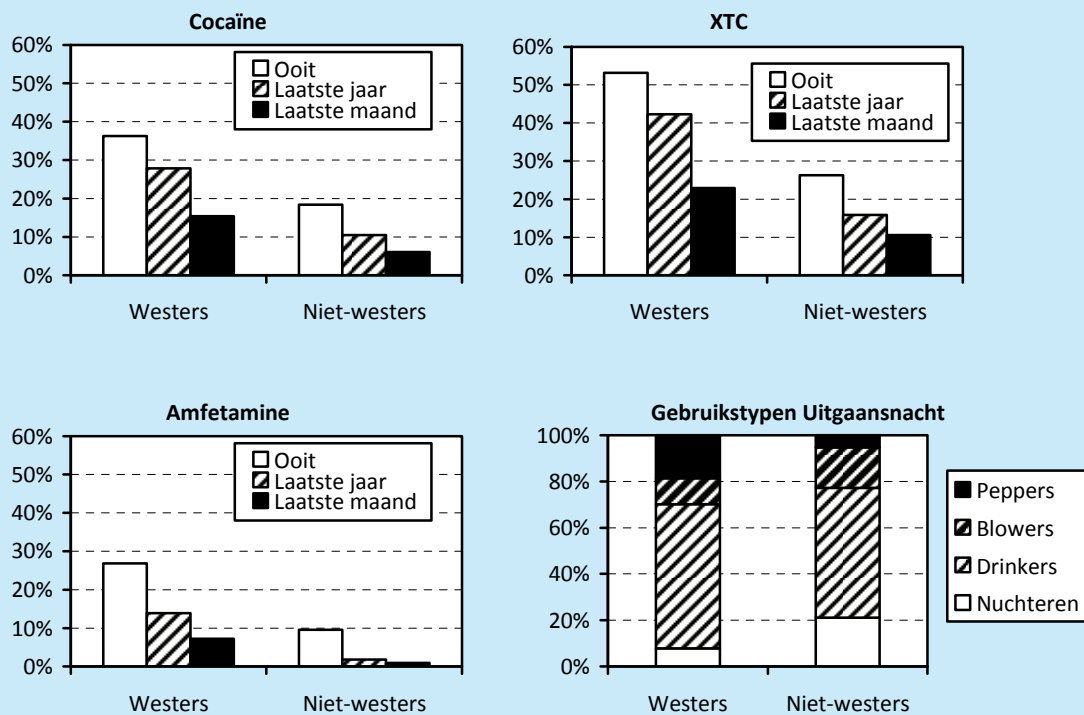 Cocaïne
60%
50%
40%
30%
20%
10%
0%
Ooit
Laatste jaar
Laatste maand
Westers Niet-westers
XTC
60%
50%
40%
30%
20%
10%
0%
Ooit
Laatste jaar
Laatste maand
Westers Niet-westers
Amfetamine
60%
50%
40%
30%
20%
10%
0%
Ooit
Laatste jaar
Laatste maand
Westers Niet-westers
Gebruikstypen Uitgaansnacht
100%
80%
60%
40%
20%
0%
Westers Niet-westers
Peppers
Blowers
Drinkers
Nuchteren